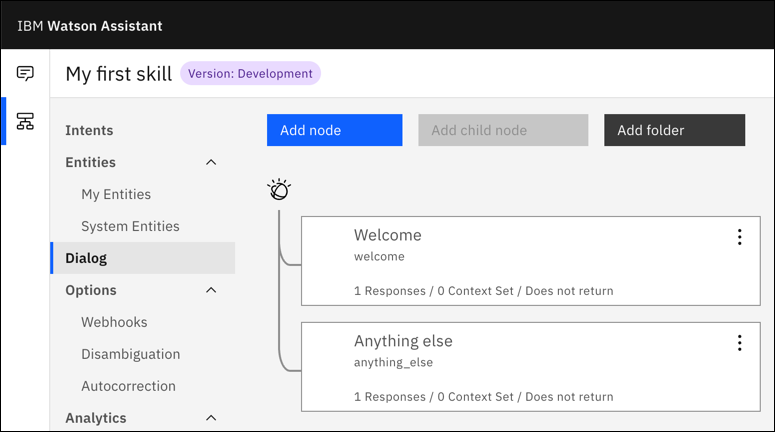 IBM Watson Assistant
My first skill
Version: Development
Intents
Entities
My Entities
System Entities
Dialog
Options
Webhooks
Disambiguation
Autocorrection
Analytics
Add node
Add child node
Add folder
Welcome
welcome
1 Responses / 0 Context Set / Does not return
Anything else
anything_else
1 Responses / 0 Context Set / Does not return